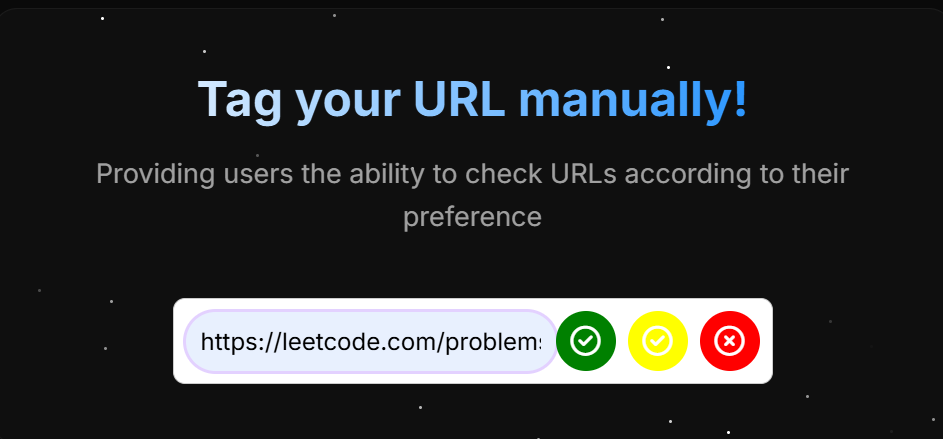 Tag your URL manually!
Providing users the ability to check URLs according to their
preference
https://leetcode.com/problems